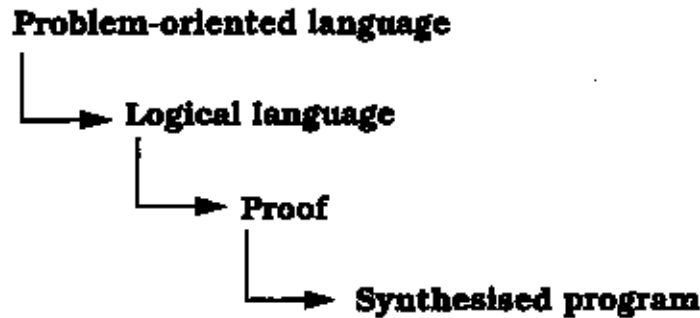 Problem-oriented language
Logical language
Proof
Synthesised program